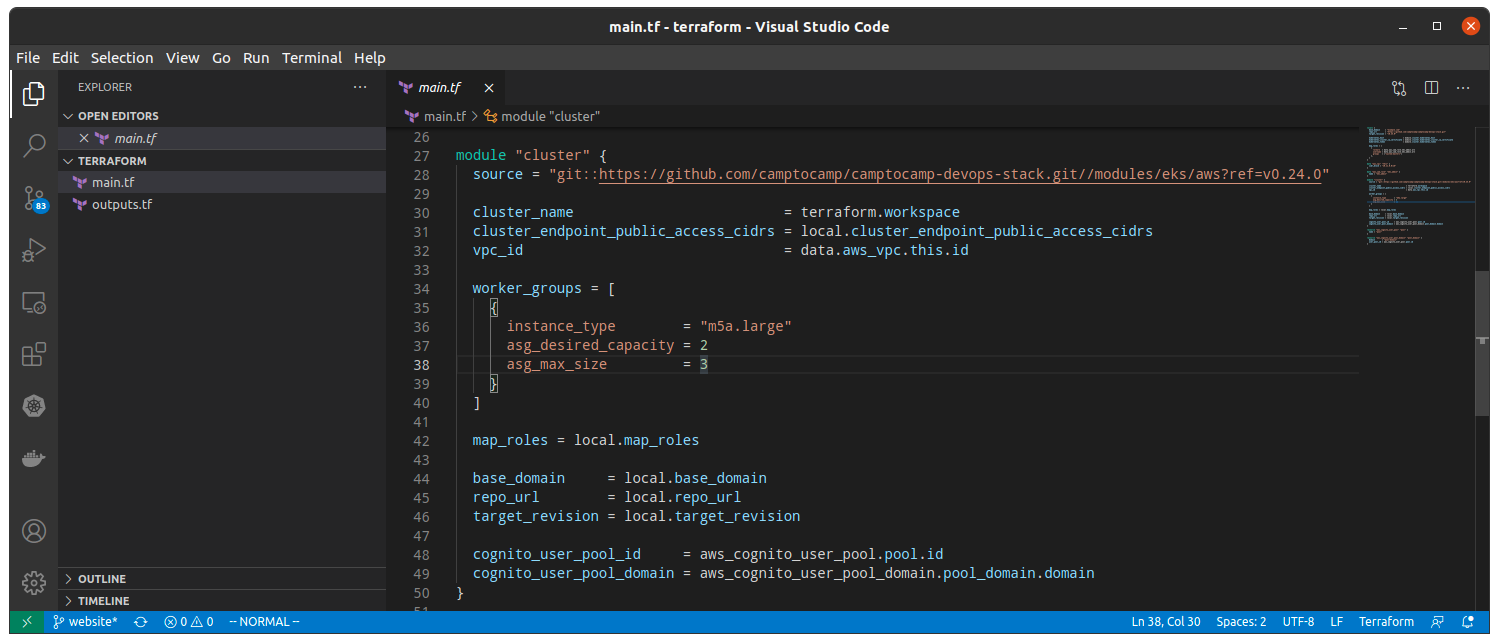 main.tf - terraform - Visual Studio Code
File Edit Selection View Go Run Terminal Help
EXPLORER
OPEN EDITORS
main.tf
TERRAFORM
main.tf
outputs.tf
OUTLINE
TIMELINE
83
main.tf
main.tf > module "cluster"
26
27 module "cluster" {
28 source = "git::https://github.com/camptocamp/camptocamp-devops-stack.git//modules/eks/aws?ref=v0.24.0"
29
30 cluster_name = terraform.workspace
31 cluster_endpoint_public_access_cidrs = local.cluster_endpoint_public_access_cidrs
32 vpc_id = data.aws_vpc.this.id
33
34 worker_groups = [
35 {
36 instance_type = "m5a.large"
37 asg_desired_capacity = 2
38 asg_max_size = 3
39 }
40 ]
41
42 map_roles = local.map_roles
43
44 base_domain = local.base_domain
45 repo_url = local.repo_url
46 target_revision = local.target_revision
47
48 cognito_user_pool_id = aws_cognito_user_pool.pool.id
49 cognito_user_pool_domain = aws_cognito_user_pool_domain.pool_domain.domain
50 }
51
website* 0 0 -- NORMAL -- Ln 38, Col 30 Spaces: 2 UTF-8 LF Terraform